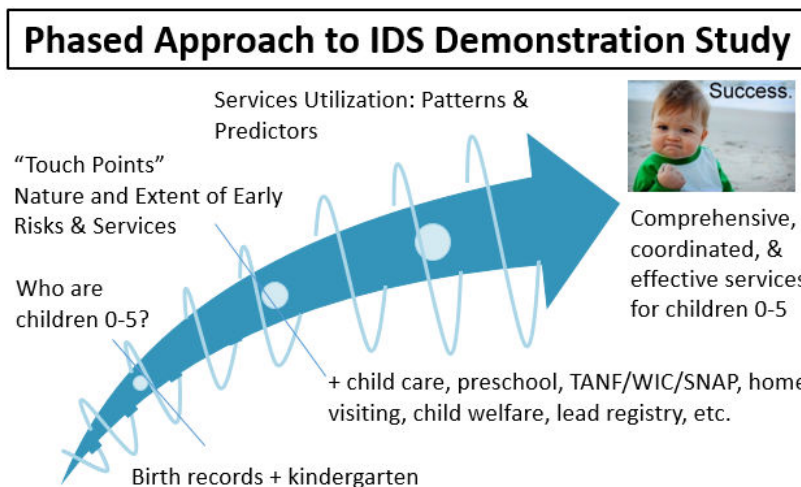 Phased Approach to IDS Demonstration Study
Success.
Services Utilization: Patterns &
Predictors
“Touch Points”
Nature and Extent of Early
Risks & Services
Who are
children 0-5?
Comprehensive,
coordinated, &
effective services
for children 0-5
+ child care, preschool, TANF/WIC/SNAP, home
visiting, child welfare, lead registry, etc.
Birth records + kindergarten